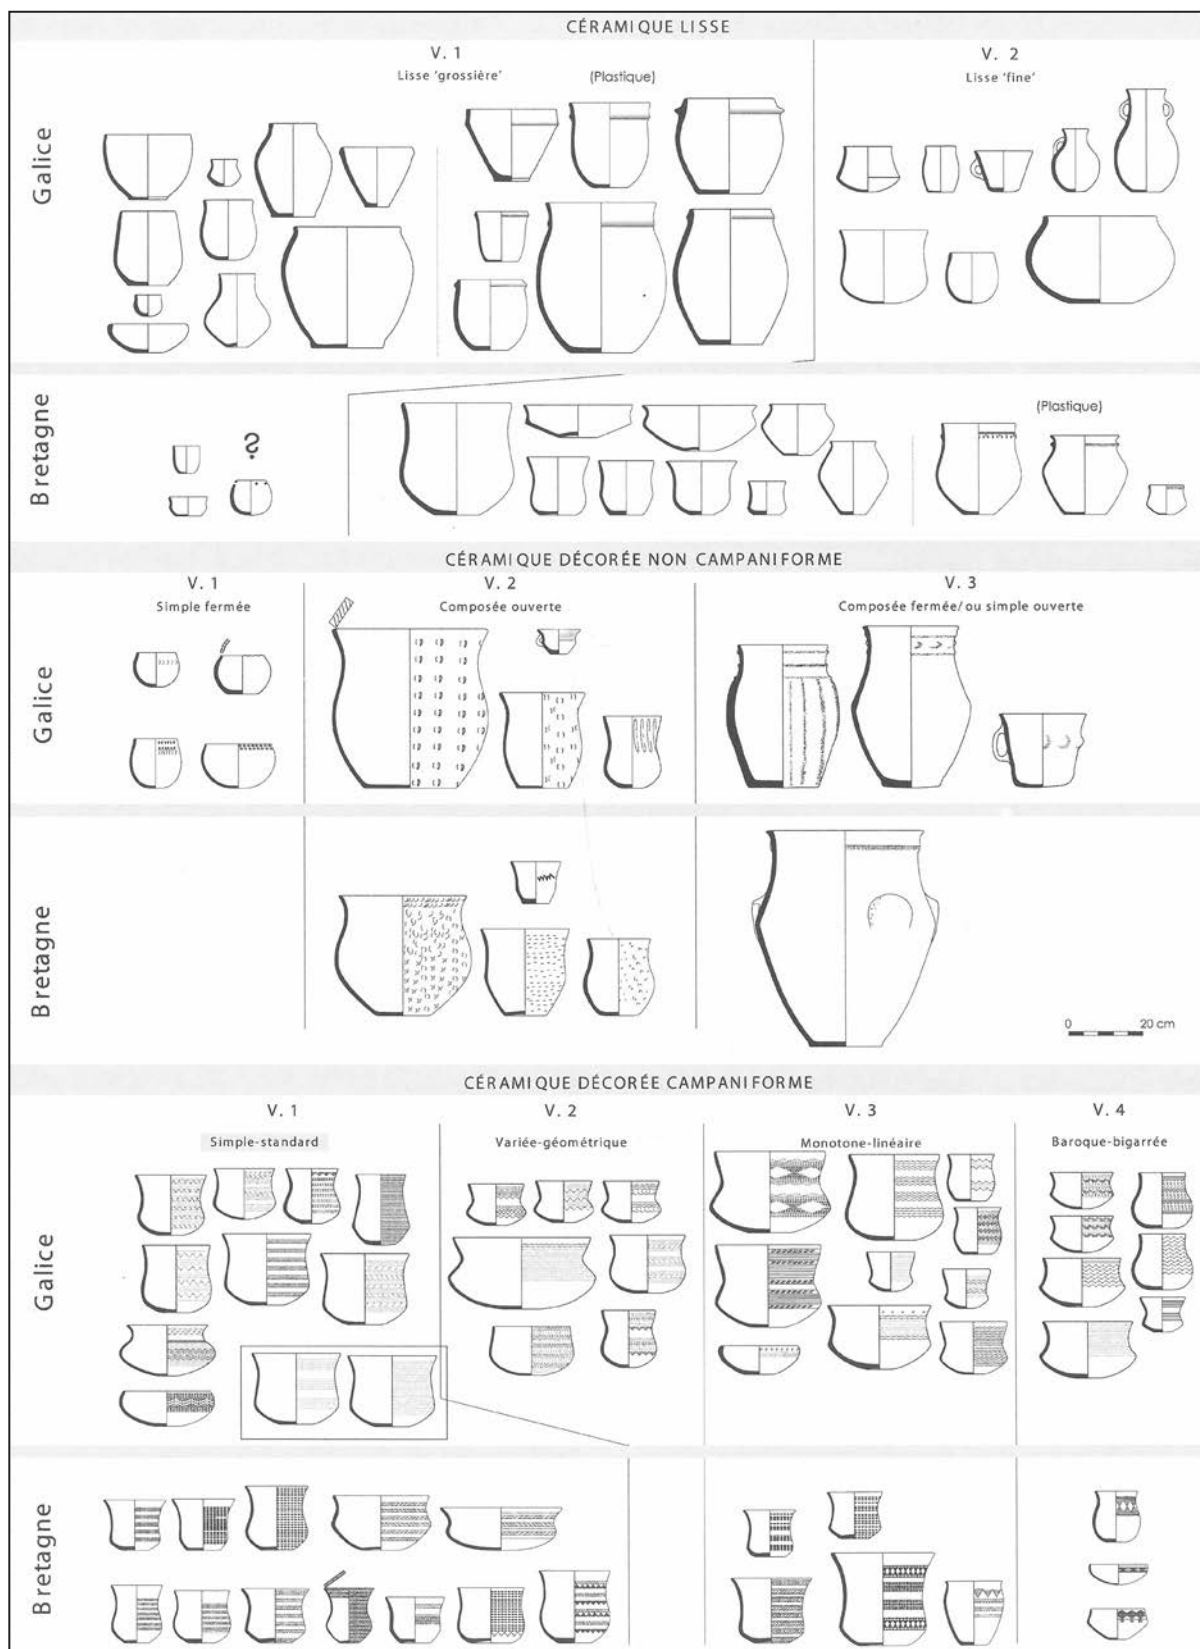 CÉRAMIQUE LISSE
V. 1
Lisse 'grossière'
(Plastique)
V. 2
Lisse 'fine'
Galice
Bretagne
?
(Plastique)
CÉRAMIQUE DÉCORÉE NON CAMPANIFORME
V. 1
Simple fermée
V. 2
Composée ouverte
V. 3
Composée fermée/ ou simple ouverte
Galice
Bretagne
0 20 cm
CÉRAMIQUE DÉCORÉE CAMPANIFORME
V. 1
Simple-standard
V. 2
Variée-géométrique
V. 3
Monotone-linéaire
V. 4
Baroque-bigarrée
Galice
Bretagne